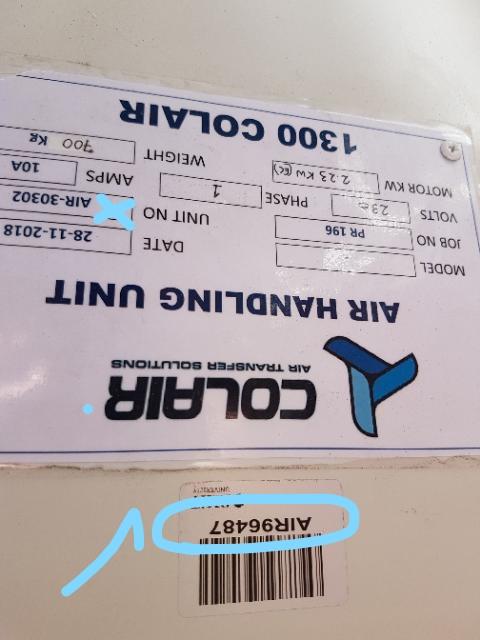 AIR96487
UNIVERSITY
COLAIR
AIR TRANSFER SOLUTIONS
AIR HANDLING UNIT
MODEL DATE 28-11-2018
JOB NO PR 196 UNIT NO AIR-30302
VOLTS 230 PHASE 1 AMPS 10A
MOTOR KW 2.23 KW (EC) WEIGHT Kg
1300 COLAIR